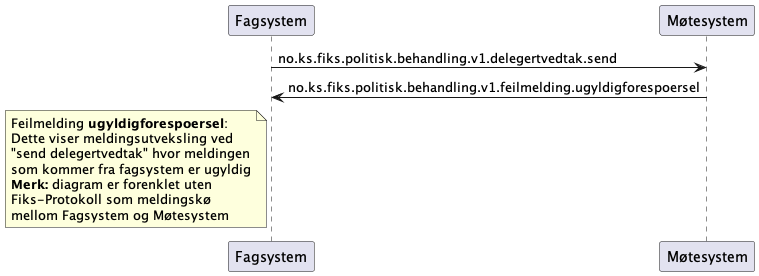 Fagsystem
Møtesystem
no.ks.fiks.politisk.behandling.v1.delegertvedtak.send
no.ks.fiks.politisk.behandling.v1.feilmelding.ugyldigforespoersel
Feilmelding ugyldigforespoersel:
Dette viser meldingsutveksling ved
"send delegertvedtak" hvor meldingen
som kommer fra fagsystem er ugyldig
Merk: diagram er forenklet uten
Fiks-Protokoll som meldingskø
mellom Fagsystem og Møtesystem
Fagsystem
Møtesystem